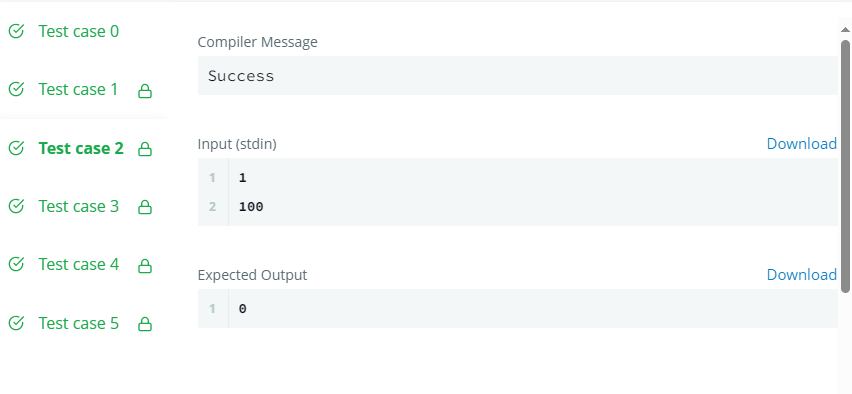 Test case 0
Test case 1
Test case 2
Test case 3
Test case 4
Test case 5
Compiler Message
Success
Input (stdin) Download
1 1
2 100
Expected Output Download
1 0